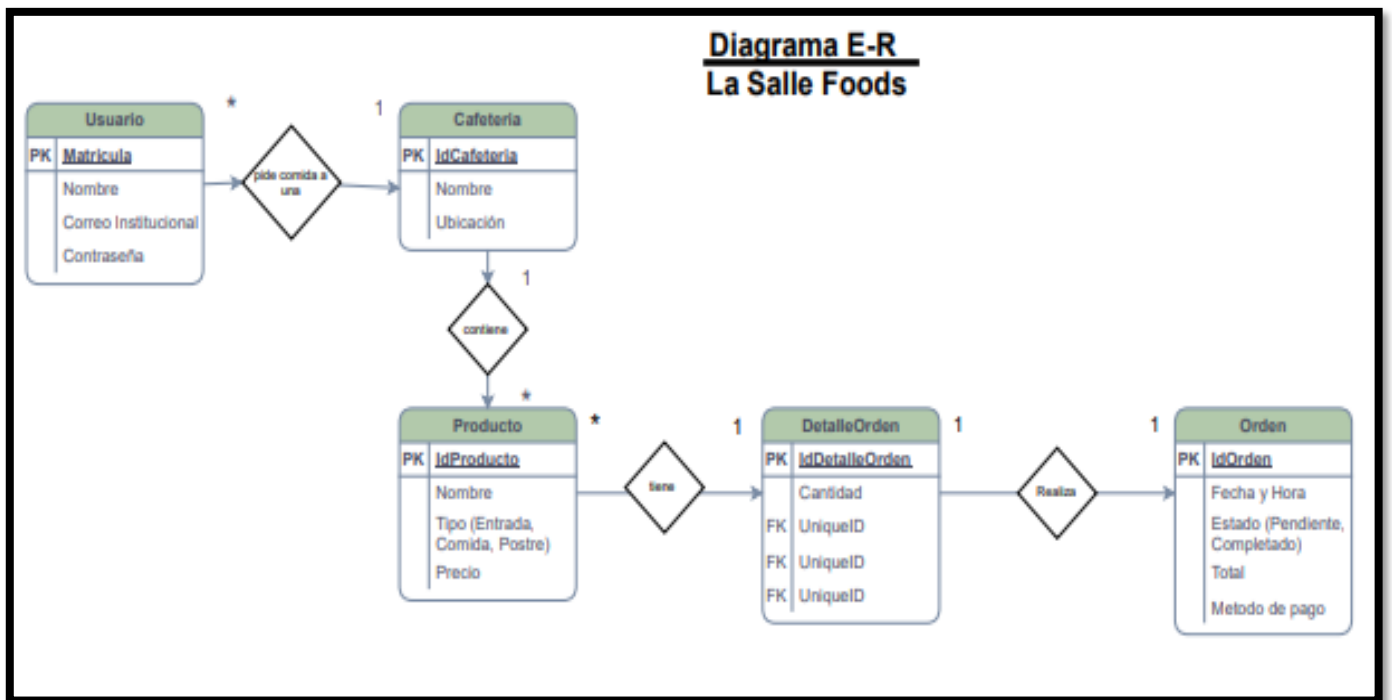 Diagrama E-R
La Salle Foods
Usuario
PK Matricula
Nombre
Correo Institucional
Contraseña
*
pide comida a
una
1
Cafeteria
PK IdCafeteria
Nombre
Ubicación
1
contiene
*
Producto
PK IdProducto
Nombre
Tipo (Entrada,
Comida, Postre)
Precio
*
tiene
1
DetalleOrden
PK IdDetalleOrden
Cantidad
FK UniqueID
FK UniqueID
FK UniqueID
1
Realiza
1
Orden
PK IdOrden
Fecha y Hora
Estado (Pendiente,
Completado)
Total
Metodo de pago